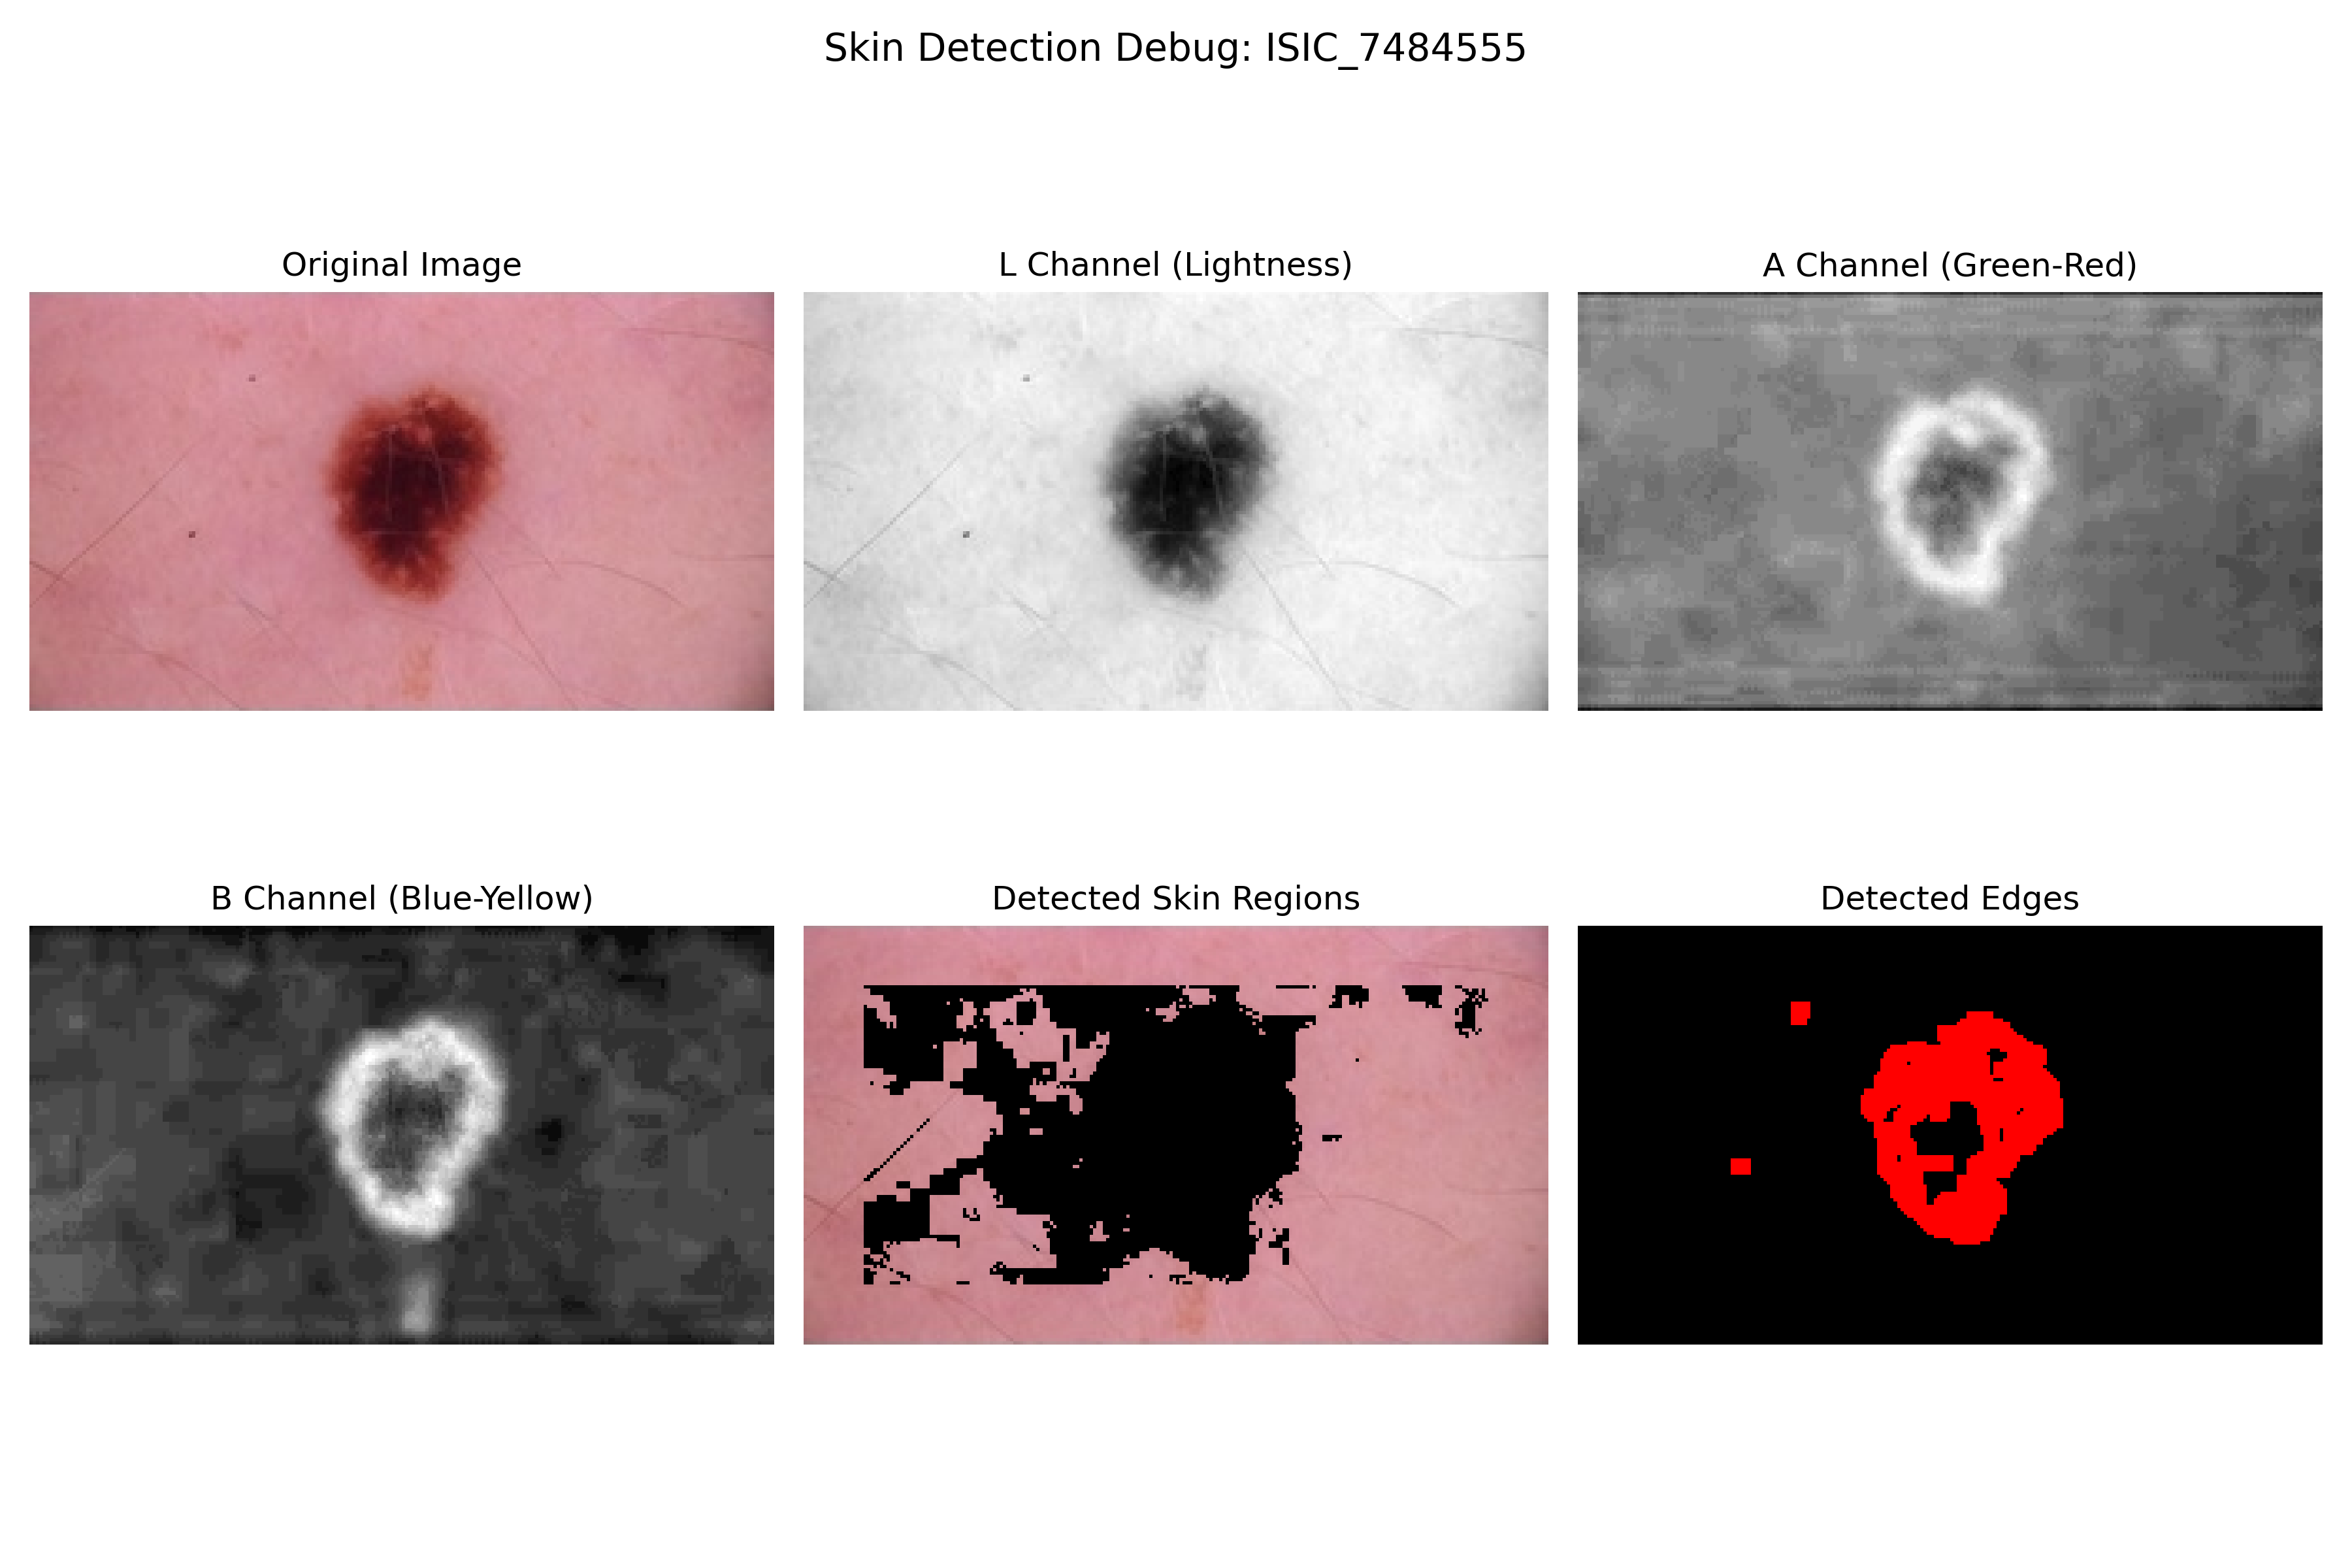 Skin Detection Debug: ISIC_7484555
Original Image
L Channel (Lightness)
A Channel (Green-Red)
B Channel (Blue-Yellow)
Detected Skin Regions
Detected Edges